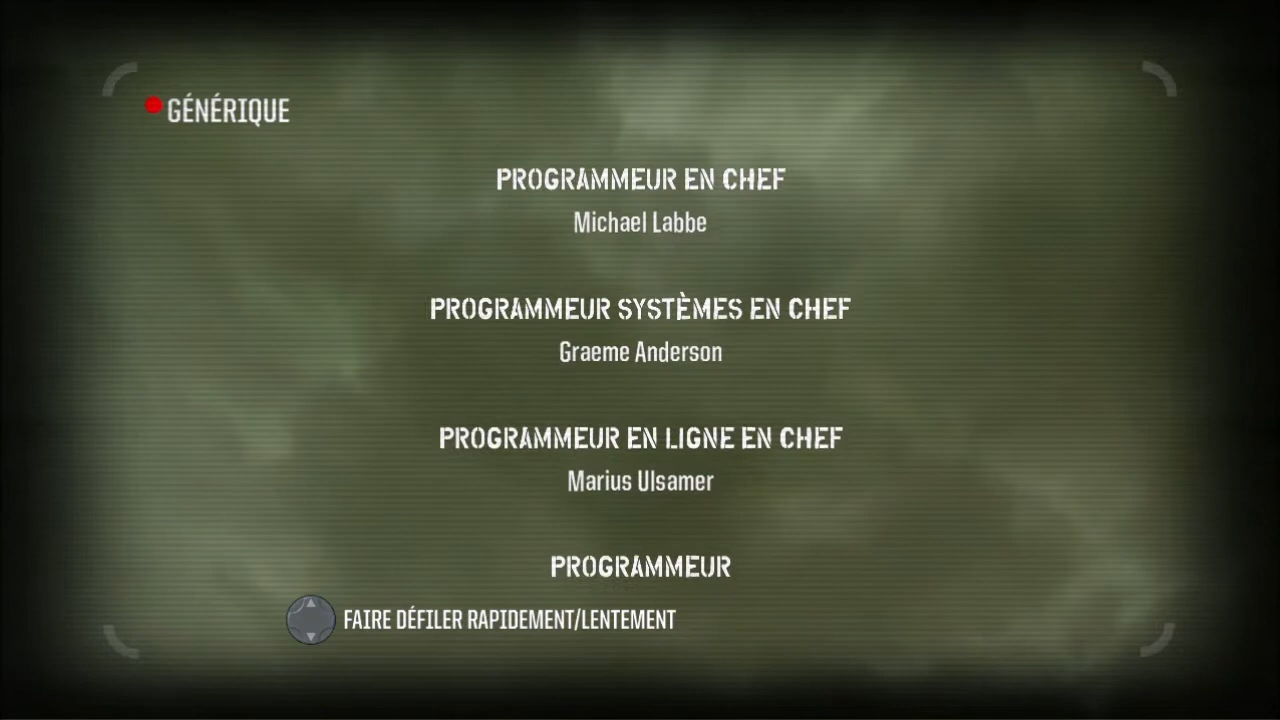 GÉNÉRIQUE
PROGRAMMEUR EN CHEF
Michael Labbe
PROGRAMMEUR SYSTÈMES EN CHEF
Graeme Anderson
PROGRAMMEUR EN LIGNE EN CHEF
Marius Ulsamer
PROGRAMMEUR
FAIRE DÉFILER RAPIDEMENT/LENTEMENT